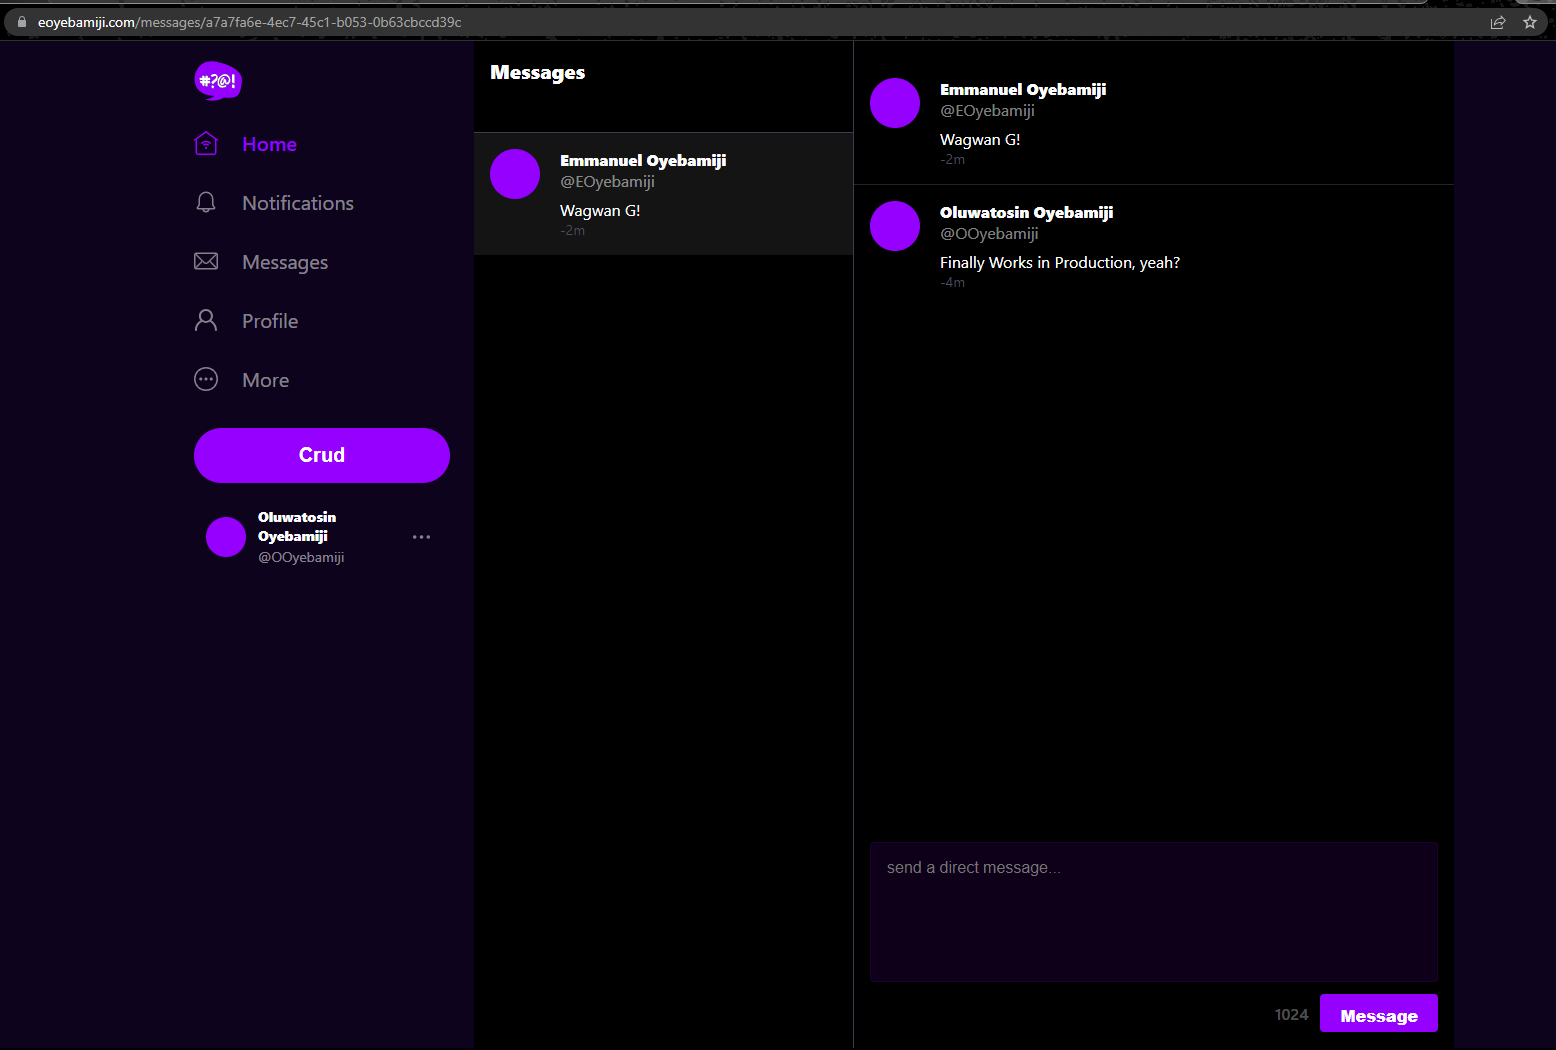 eoyebamiji.com/messages/a7a7fa6e-4ec7-45c1-b053-0b63cbccd39c
#?@!
Home
Notifications
Messages
Profile
More
Crud
Oluwatosin
Oyebamiji
@OOyebamiji
Messages
Emmanuel Oyebamiji
@EOyebamiji
Wagwan G!
-2m
Emmanuel Oyebamiji
@EOyebamiji
Wagwan G!
-2m
Oluwatosin Oyebamiji
@OOyebamiji
Finally Works in Production, yeah?
-4m
send a direct message...
1024
Message